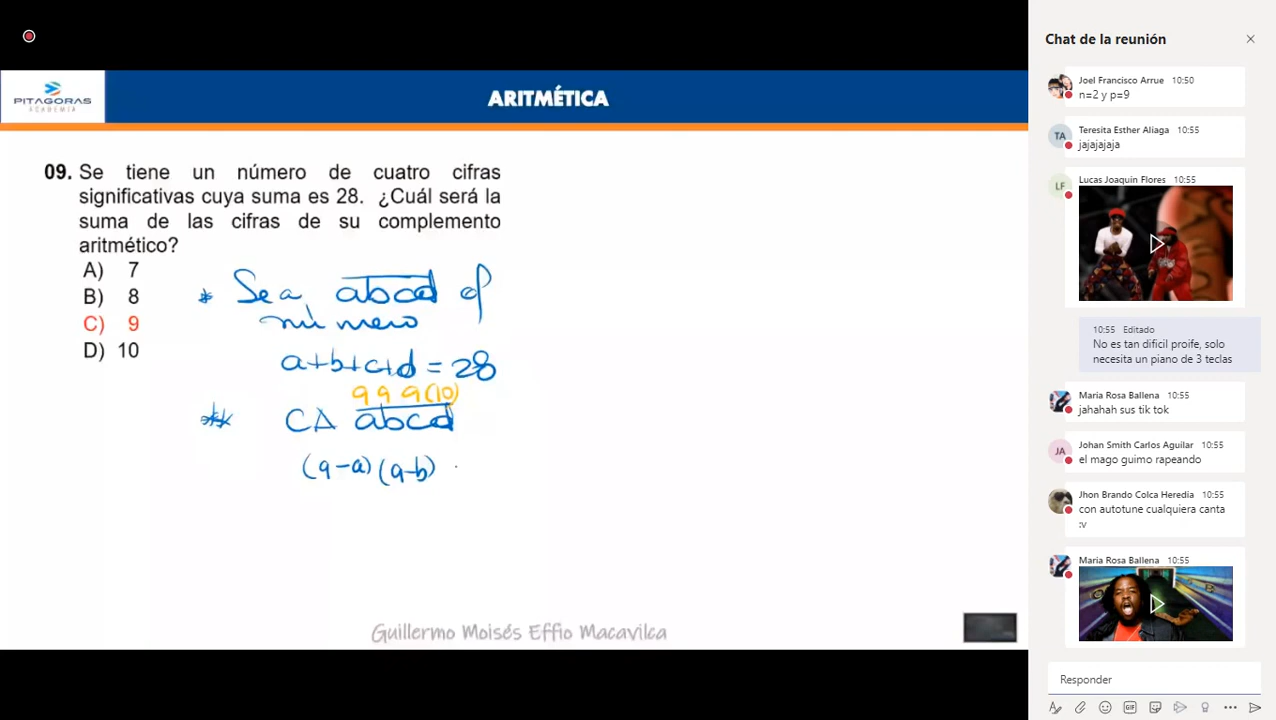 PITAGORAS
ACADEMIA
ARITMÉTICA
09. Se tiene un número de cuatro cifras
significativas cuya suma es 28. ¿Cuál será la
suma de las cifras de su complemento
aritmético?
A) 7
B) 8
C) 9
D) 10
* Sea abcd el
número
a+b+c+d = 28
9 9 9 (10)
** CA abcd
(9-a) (9-b)
Guillermo Moisés Effio Macavilca
Chat de la reunión
Joel Francisco Arrue 10:50
n=2 y p=9
TA Teresita Esther Aliaga 10:55
jajajajaja
LF Lucas Joaquín Flores 10:55
10:55 Editado
No es tan dificil proife, solo
necesita un piano de 3 teclas
Maria Rosa Ballena 10:55
jahahah sus tik tok
JA Johan Smith Carlos Aguilar 10:55
el mago guimo rapeando
Jhon Brando Colca Heredia 10:55
con autotune cualquiera canta
:v
Maria Rosa Ballena 10:55
Responder
GIF